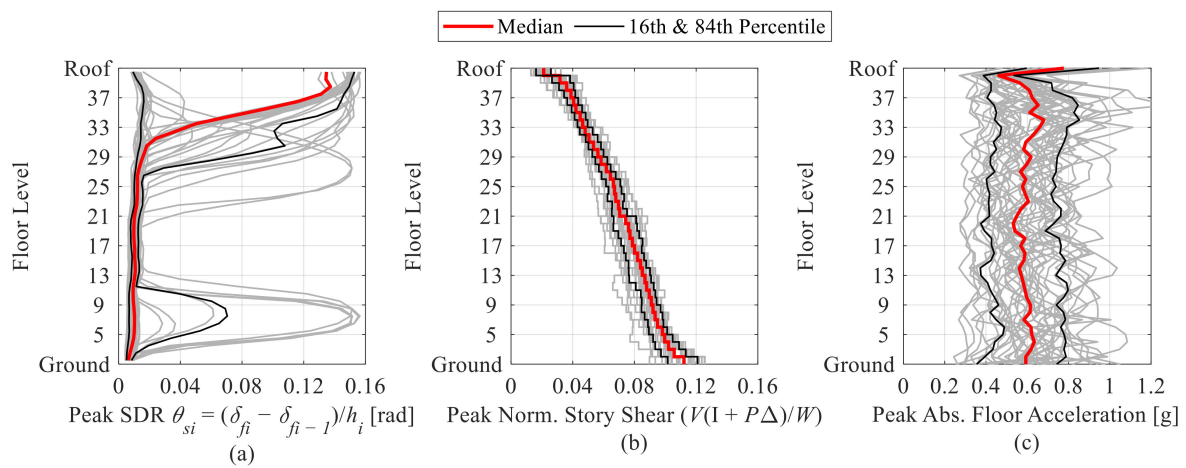 Median
16th & 84th Percentile
Roof
37
33
29
25
21
17
13
9
5
Ground
Floor Level
0
0.04
0.08
0.12
0.16
Peak SDR θsi = (δfi − δfi − 1)/hi [rad]
(a)
Roof
37
33
29
25
21
17
13
9
5
Ground
Floor Level
0
0.04
0.08
0.12
0.16
Peak Norm. Story Shear (V(I + PΔ)/W)
(b)
Roof
37
33
29
25
21
17
13
9
5
Ground
Floor Level
0
0.2
0.4
0.6
0.8
1
1.2
Peak Abs. Floor Acceleration [g]
(c)